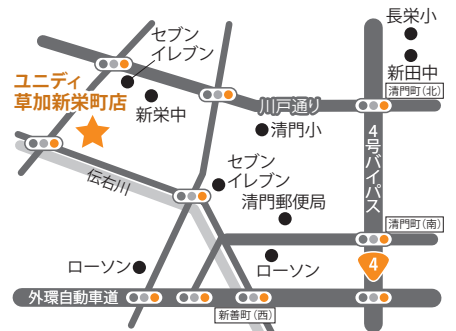 長栄小
セブン
イレブン
新田中
ユニディ
草加新栄町店
清門町(北)
新栄中
川戸通り
清門小
4号バイパス
セブン
イレブン
伝右川
清門郵便局
清門町(南)
ローソン
ローソン
4
外環自動車道
新善町(西)